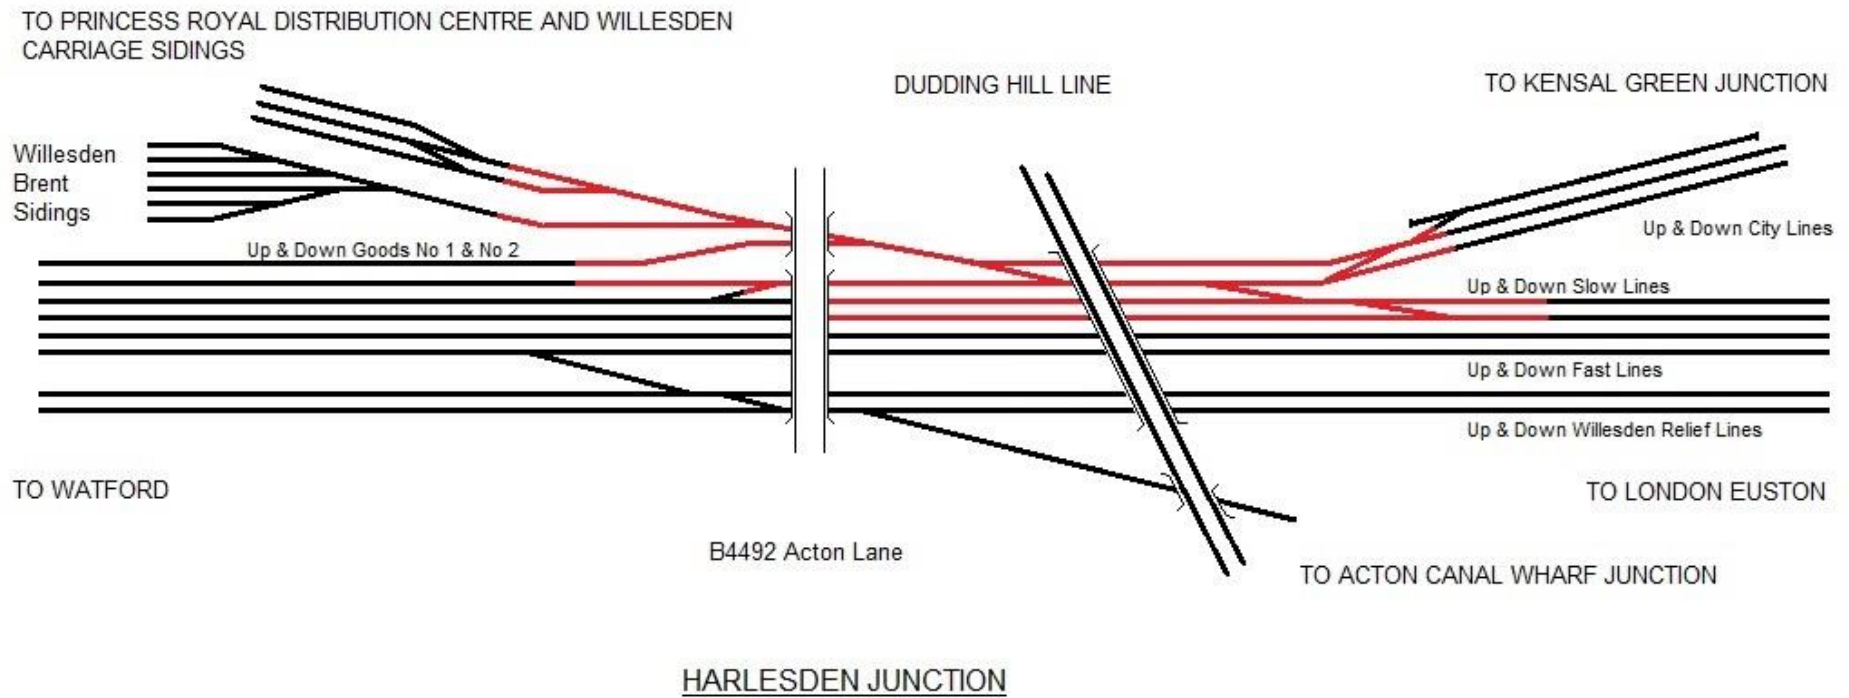 TO PRINCESS ROYAL DISTRIBUTION CENTRE AND WILLESDEN
CARRIAGE SIDINGS
DUDDING HILL LINE
TO KENSAL GREEN JUNCTION
Willesden
Brent
Sidings
Up & Down City Lines
Up & Down Goods No 1 & No 2
Up & Down Slow Lines
Up & Down Fast Lines
Up & Down Willesden Relief Lines
TO WATFORD
TO LONDON EUSTON
B4492 Acton Lane
TO ACTON CANAL WHARF JUNCTION
HARLESDEN JUNCTION